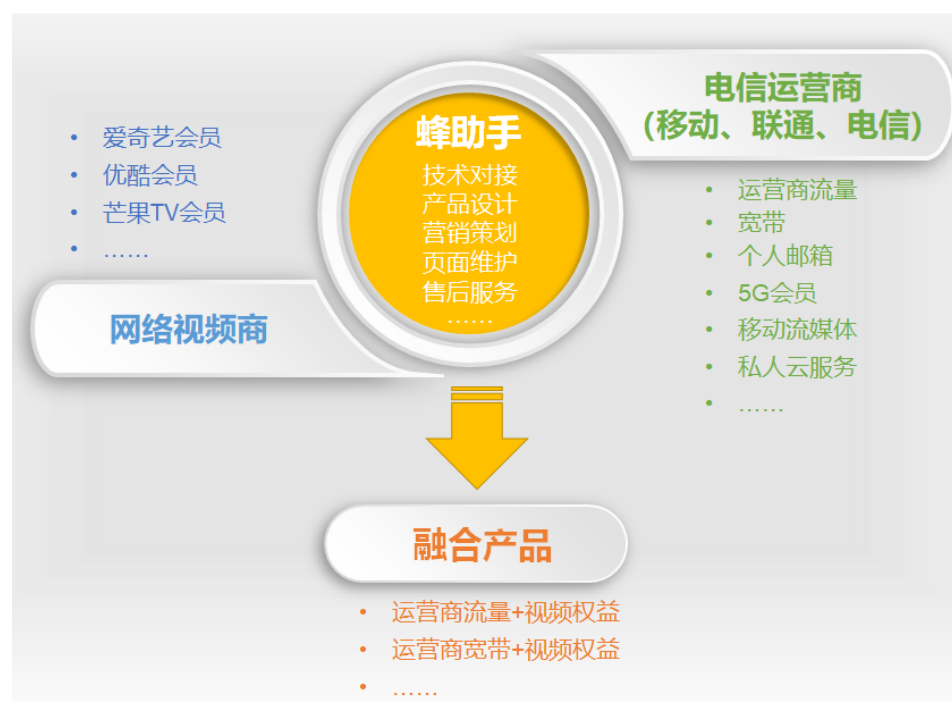 电信运营商
(移动、联通、电信)
蜂助手
技术对接
产品设计
营销策划
页面维护
售后服务
……
• 爱奇艺会员
• 优酷会员
• 芒果TV会员
• ……
网络视频商
• 运营商流量
• 宽带
• 个人邮箱
• 5G会员
• 移动流媒体
• 私人云服务
• ……
融合产品
• 运营商流量+视频权益
• 运营商宽带+视频权益
• ……